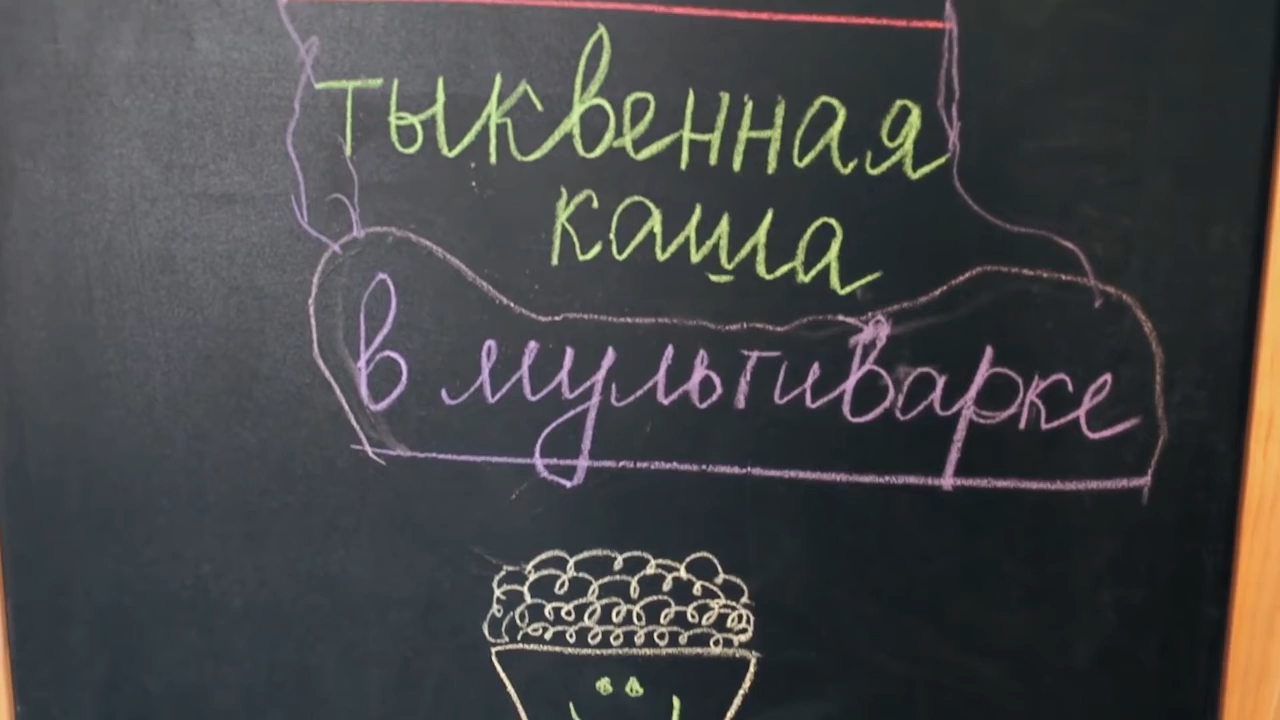 тыквенная
каша
в мультиварке